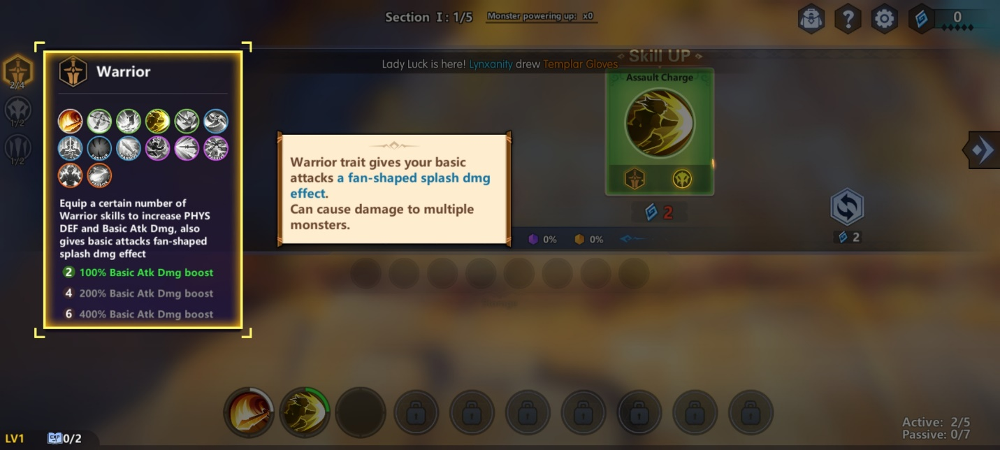 Section I : 1/5
Monster powering up: x0
0
Skill UP
Lady Luck is here! Lynxanity drew Templar Gloves
Assault Charge
Warrior
2/4
1/2
1/2
PASSIVE
PASSIVE
PASSIVE
PASSIVE
Equip a certain number of
Warrior skills to increase PHYS
DEF and Basic Atk Dmg, also
gives basic attacks fan-shaped
splash dmg effect
2 100% Basic Atk Dmg boost
4 200% Basic Atk Dmg boost
6 400% Basic Atk Dmg boost
Warrior trait gives your basic
attacks a fan-shaped splash dmg
effect.
Can cause damage to multiple
monsters.
2
0%
0%
2
Active: 2/5
Passive: 0/7
LV1
EXP
0/2